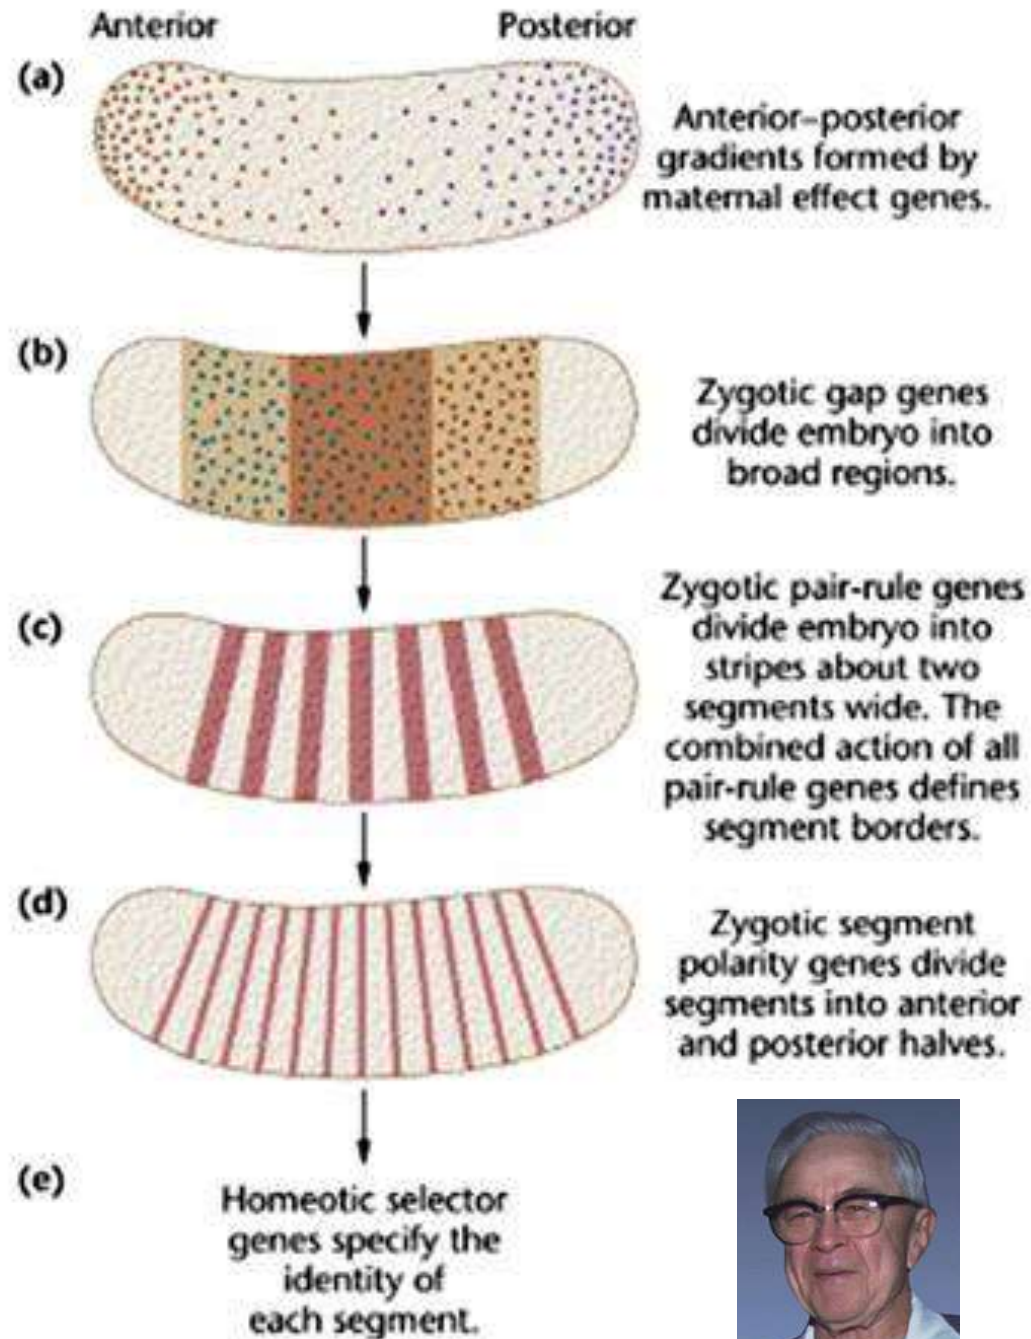 Anterior
Posterior
(a)
Anterior–posterior
gradients formed by
maternal effect genes.
(b)
Zygotic gap genes
divide embryo into
broad regions.
(c)
Zygotic pair-rule genes
divide embryo into
stripes about two
segments wide. The
combined action of all
pair-rule genes defines
segment borders.
(d)
Zygotic segment
polarity genes divide
segments into anterior
and posterior halves.
(e)
Homeotic selector
genes specify the
identity of
each segment.